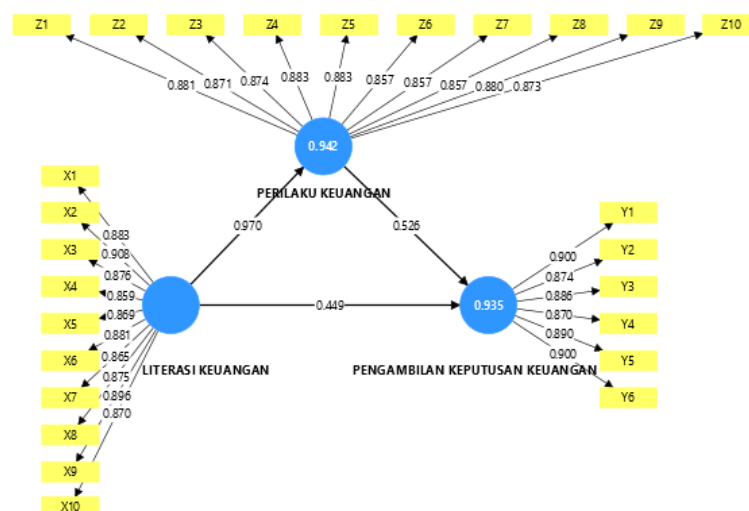 Z1 Z2 Z3 Z4 Z5 Z6 Z7 Z8 Z9 Z10
0.881 0.871 0.874 0.883 0.883 0.857 0.857 0.857 0.880 0.873
0.942
PERILAKU KEUANGAN
X1
X2
X3
X4
X5
X6
X7
X8
X9
X10
0.883
0.908
0.876
0.859
0.869
0.881
0.865
0.875
0.896
0.870
0.970
0.526
0.449
LITERASI KEUANGAN
0.935
PENGAMBILAN KEPUTUSAN KEUANGAN
0.900
0.874
0.886
0.870
0.890
0.900
Y1
Y2
Y3
Y4
Y5
Y6